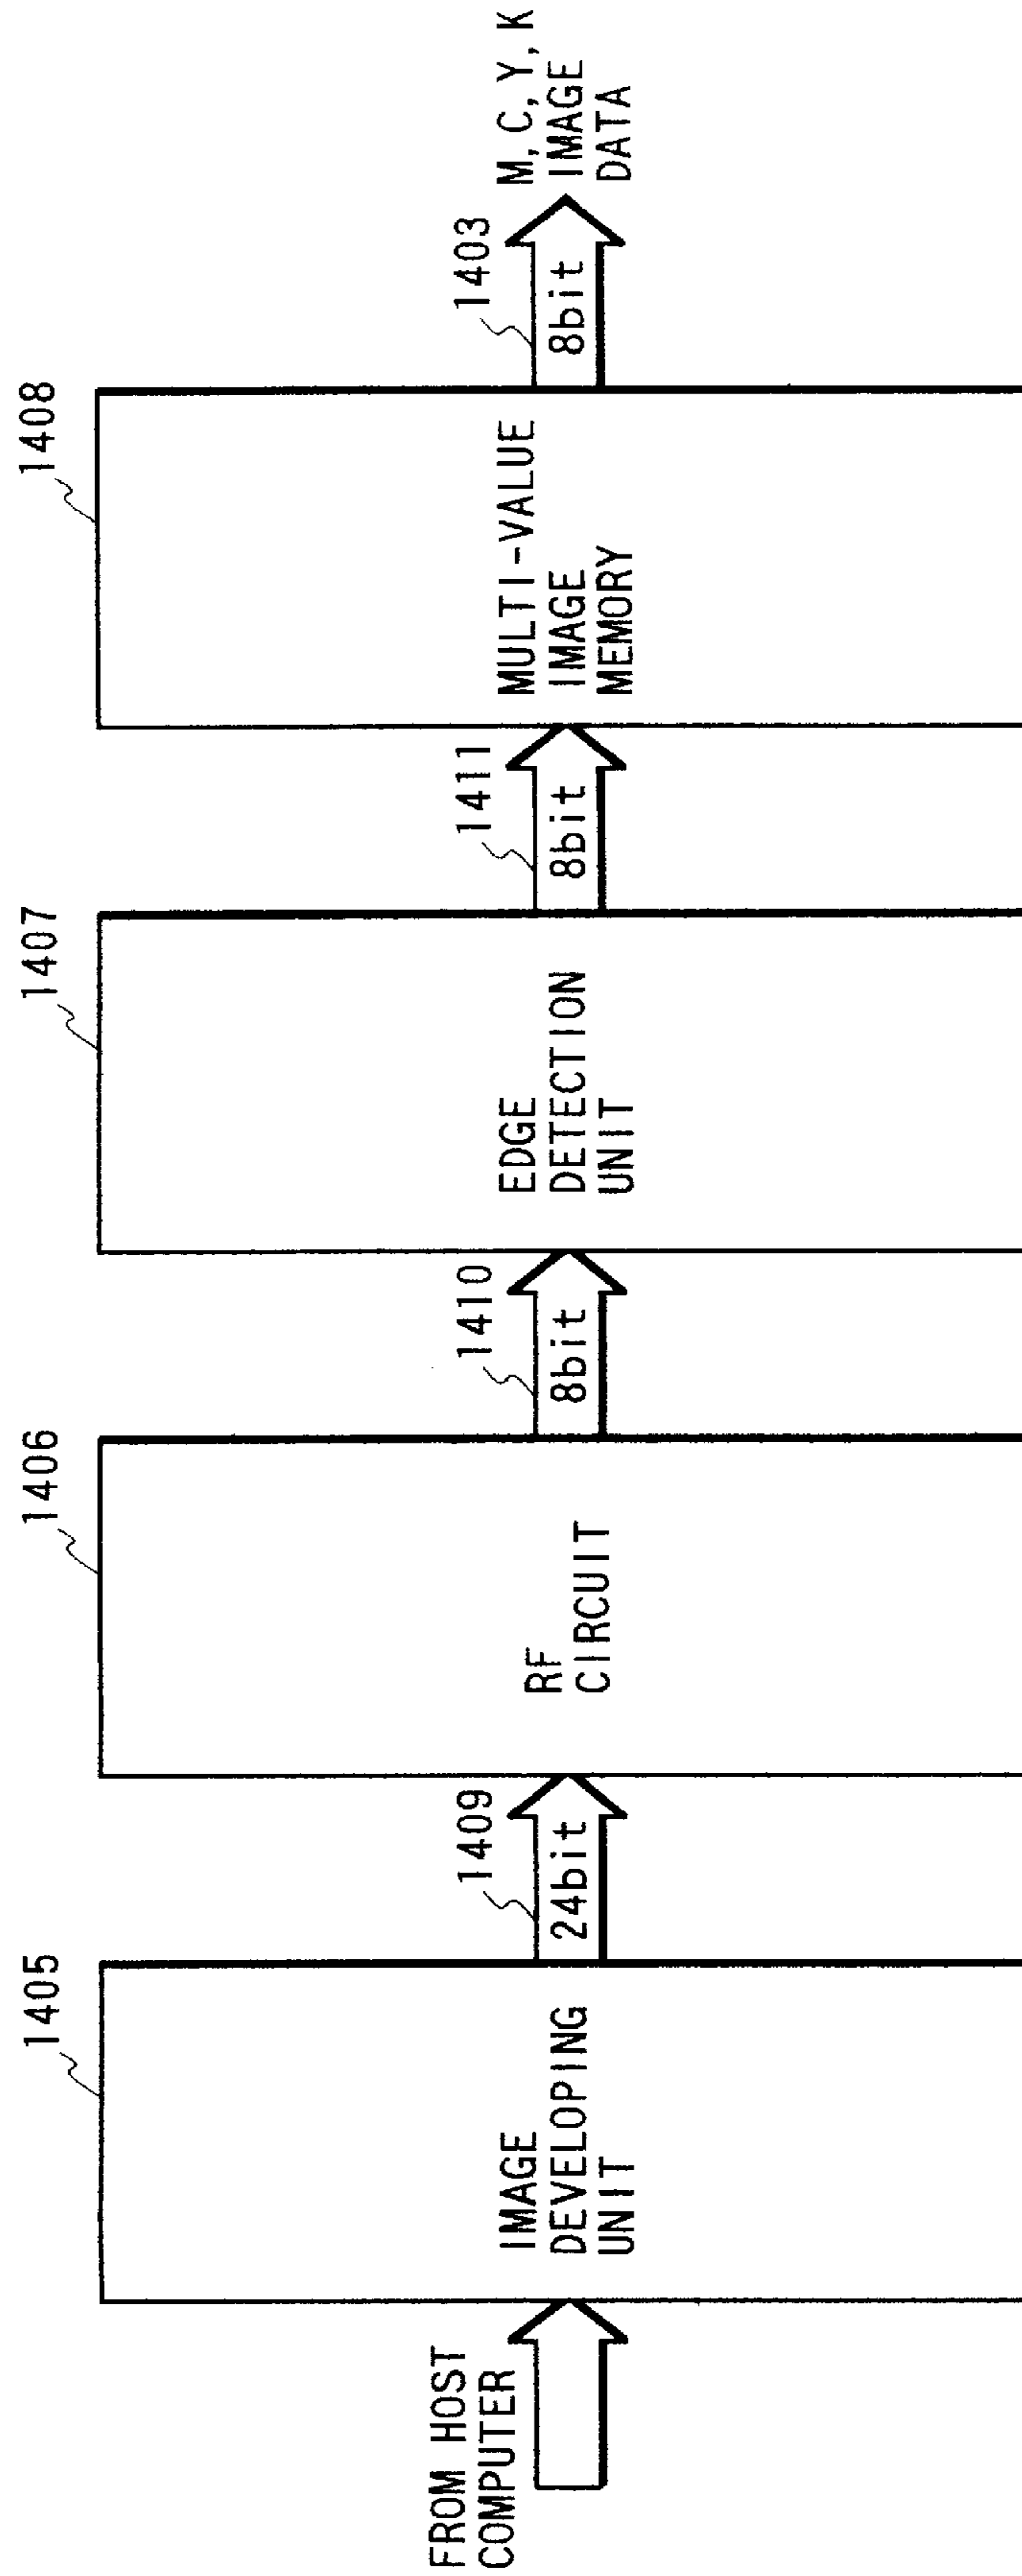 FROM HOST
COMPUTER
1405
IMAGE
DEVELOPING
UNIT
1409
24bit
1406
RF
CIRCUIT
1410
8bit
1407
EDGE
DETECTION
UNIT
1411
8bit
1408
MULTI-VALUE
IMAGE
MEMORY
1403
8bit
M, C, Y, K
IMAGE
DATA